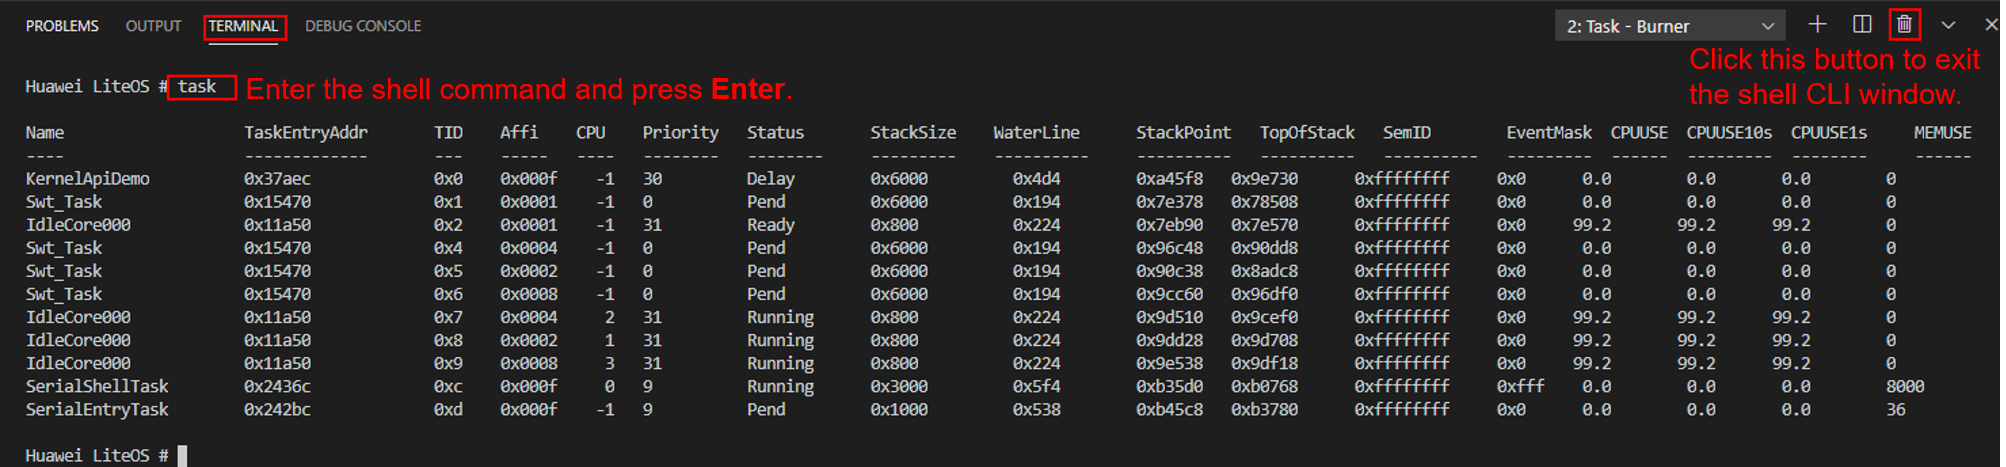 PROBLEMS OUTPUT TERMINAL DEBUG CONSOLE 2: Task - Burner
Click this button to exit
the shell CLI window.
Huawei LiteOS # task Enter the shell command and press Enter.
Name TaskEntryAddr TID Affi CPU Priority Status StackSize WaterLine StackPoint TopOfStack SemID EventMask CPUUSE CPUUSE10s CPUUSE1s MEMUSE
---- ------------- --- ----- ---- -------- -------- --------- ---------- ---------- ---------- ---------- --------- ------ --------- -------- ------
KernelApiDemo 0x37aec 0x0 0x000f -1 30 Delay 0x6000 0x4d4 0xa45f8 0x9e730 0xffffffff 0x0 0.0 0.0 0.0 0
Swt_Task 0x15470 0x1 0x0001 -1 0 Pend 0x6000 0x194 0x7e378 0x78508 0xffffffff 0x0 0.0 0.0 0.0 0
IdleCore000 0x11a50 0x2 0x0001 -1 31 Ready 0x800 0x224 0x7eb90 0x7e570 0xffffffff 0x0 99.2 99.2 99.2 0
Swt_Task 0x15470 0x4 0x0004 -1 0 Pend 0x6000 0x194 0x96c48 0x90dd8 0xffffffff 0x0 0.0 0.0 0.0 0
Swt_Task 0x15470 0x5 0x0002 -1 0 Pend 0x6000 0x194 0x90c38 0x8adc8 0xffffffff 0x0 0.0 0.0 0.0 0
Swt_Task 0x15470 0x6 0x0008 -1 0 Pend 0x6000 0x194 0x9cc60 0x96df0 0xffffffff 0x0 0.0 0.0 0.0 0
IdleCore000 0x11a50 0x7 0x0004 2 31 Running 0x800 0x224 0x9d510 0x9cef0 0xffffffff 0x0 99.2 99.2 99.2 0
IdleCore000 0x11a50 0x8 0x0002 1 31 Running 0x800 0x224 0x9dd28 0x9d708 0xffffffff 0x0 99.2 99.2 99.2 0
IdleCore000 0x11a50 0x9 0x0008 3 31 Running 0x800 0x224 0x9e538 0x9df18 0xffffffff 0x0 99.2 99.2 99.2 0
SerialShellTask 0x2436c 0xc 0x000f 0 9 Running 0x3000 0x5f4 0xb35d0 0xb0768 0xffffffff 0xfff 0.0 0.0 0.0 8000
SerialEntryTask 0x242bc 0xd 0x000f -1 9 Pend 0x1000 0x538 0xb45c8 0xb3780 0xffffffff 0x0 0.0 0.0 0.0 36
Huawei LiteOS #